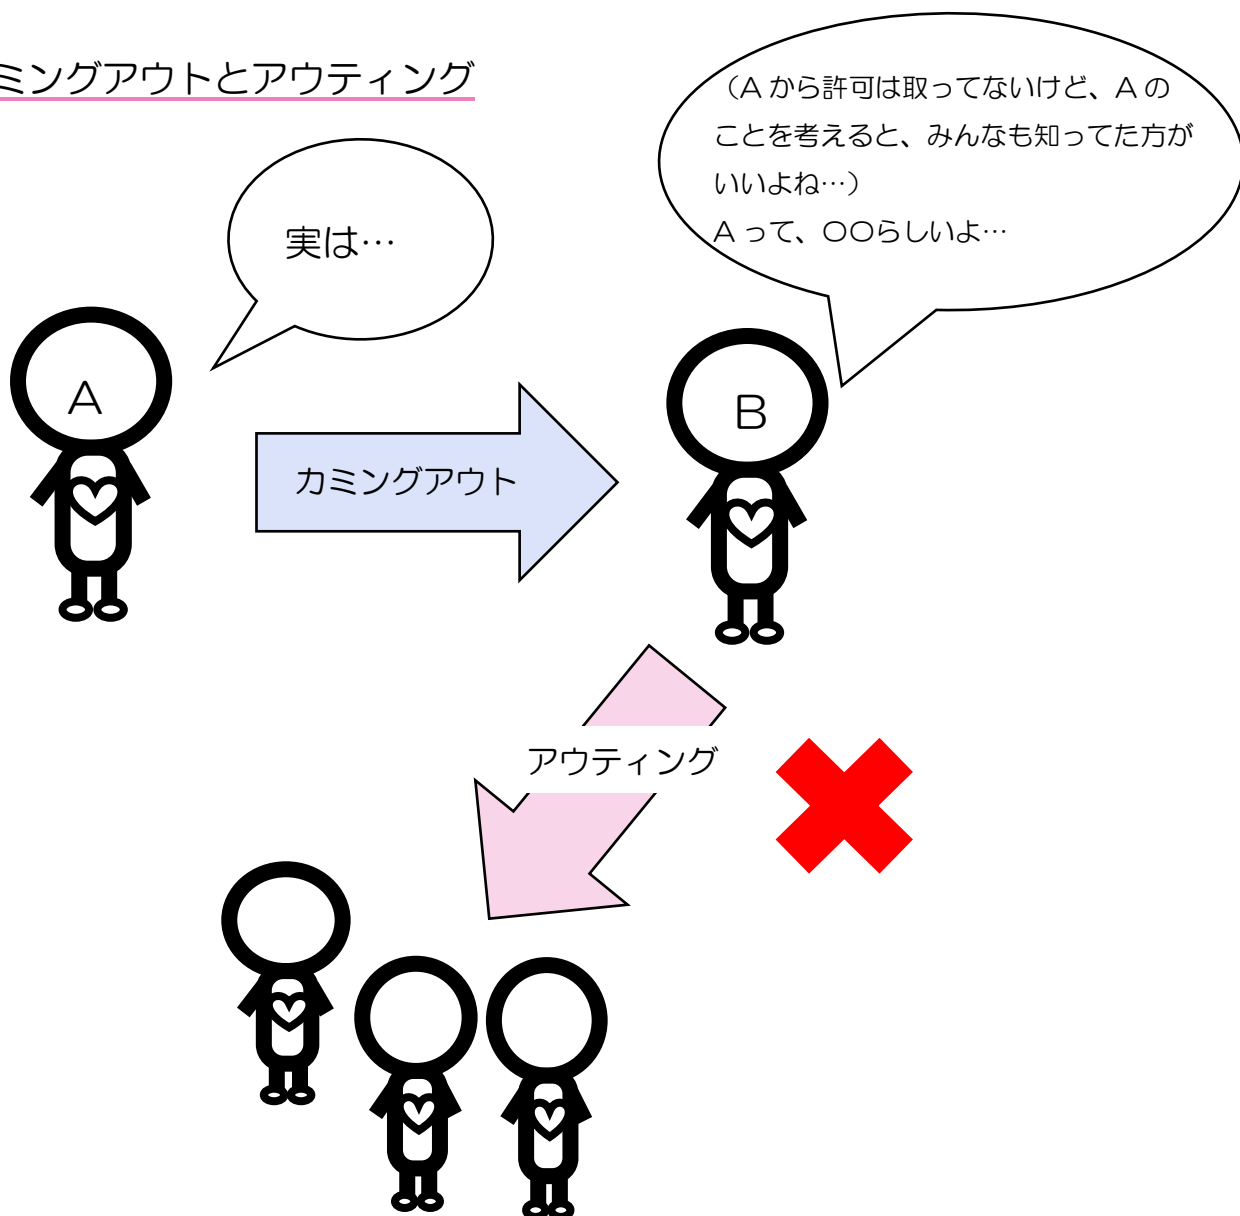 ミングアウトとアウティング
（A から許可は取ってないけど、A の
ことを考えると、みんなも知ってた方が
いいよね…）
A って、〇〇らしいよ…
実は…
A
B
カミングアウト
アウティング